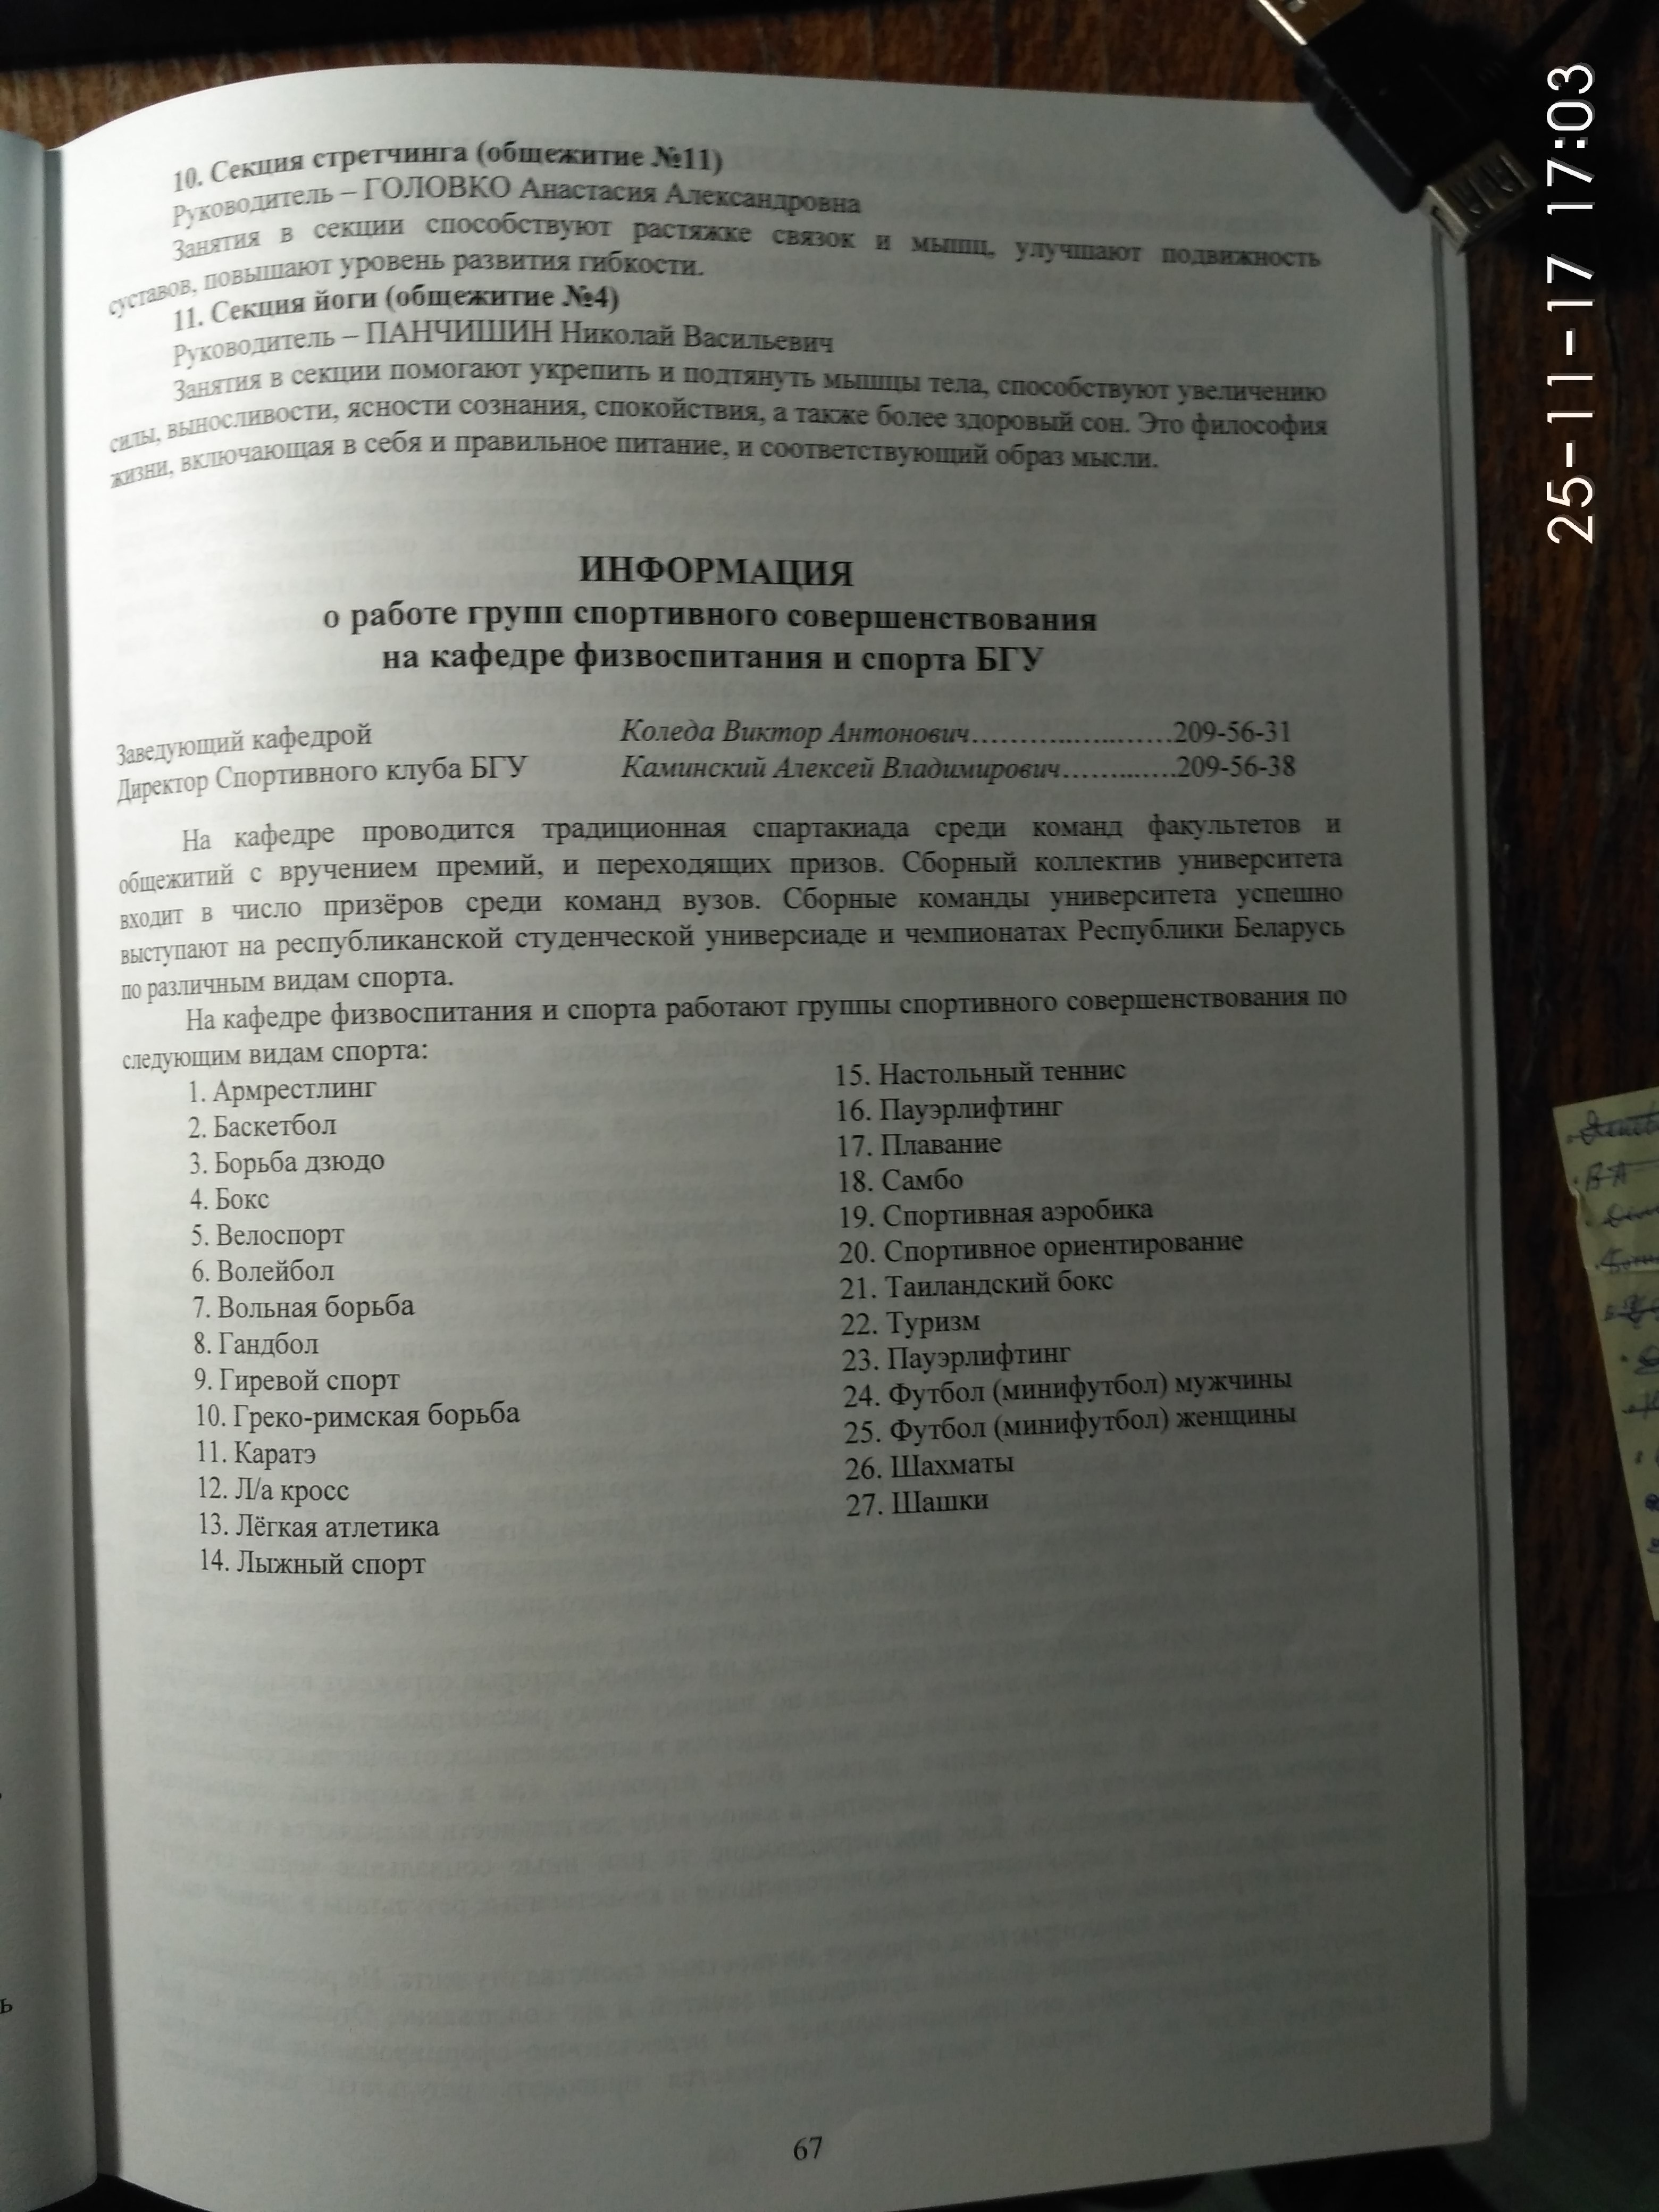 10. Секция стретчинга (общежитие №11)
Руководитель – ГОЛОВКО Анастасия Александровна
Занятия в секции способствуют растяжке связок и мышц, улучшают подвижность
суставов, повышают уровень развития гибкости.
11. Секция йоги (общежитие №4)
Руководитель – ПАНЧИШИН Николай Васильевич
Занятия в секции помогают укрепить и подтянуть мышцы тела, способствуют увеличению
силы, выносливости, ясности сознания, спокойствия, а также более здоровый сон. Это философия
жизни, включающая в себя и правильное питание, и соответствующий образ мысли.
ИНФОРМАЦИЯ
о работе групп спортивного совершенствования
на кафедре физвоспитания и спорта БГУ
Заведующий кафедрой Коледа Виктор Антонович........................209-56-31
Директор Спортивного клуба БГУ Каминский Алексей Владимирович..............209-56-38
На кафедре проводится традиционная спартакиада среди команд факультетов и
общежитий с вручением премий, и переходящих призов. Сборный коллектив университета
входит в число призёров среди команд вузов. Сборные команды университета успешно
выступают на республиканской студенческой универсиаде и чемпионатах Республики Беларусь
по различным видам спорта.
На кафедре физвоспитания и спорта работают группы спортивного совершенствования по
следующим видам спорта:
1. Армрестлинг
2. Баскетбол
3. Борьба дзюдо
4. Бокс
5. Велоспорт
6. Волейбол
7. Вольная борьба
8. Гандбол
9. Гиревой спорт
10. Греко-римская борьба
11. Каратэ
12. Л/а кросс
13. Лёгкая атлетика
14. Лыжный спорт
15. Настольный теннис
16. Пауэрлифтинг
17. Плавание
18. Самбо
19. Спортивная аэробика
20. Спортивное ориентирование
21. Таиландский бокс
22. Туризм
23. Пауэрлифтинг
24. Футбол (минифутбол) мужчины
25. Футбол (минифутбол) женщины
26. Шахматы
27. Шашки
67
25-11-17 17:03